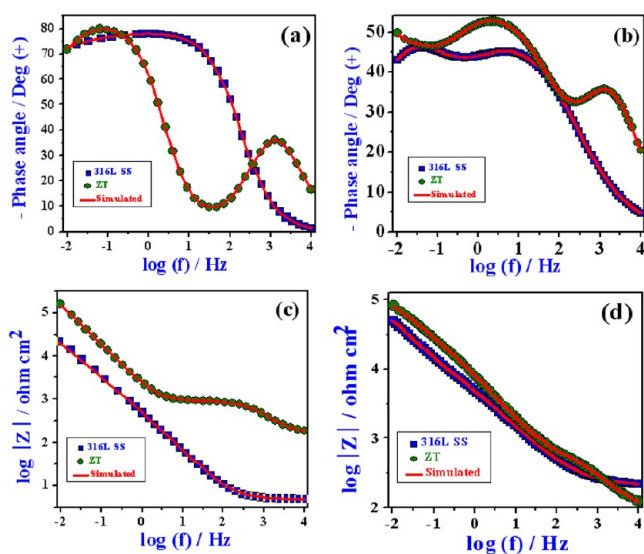 (a)
- Phase angle / Deg (+)
80
70
60
50
40
30
20
10
0
316L SS
ZT
Simulated
-2 -1 0 1 2 3 4
log (f) / Hz
(b)
- Phase angle / Deg (+)
50
40
30
20
10
0
316L SS
ZT
Simulated
-2 -1 0 1 2 3 4
log (f) / Hz
(c)
log |Z| / ohm cm²
5
4
3
2
1
316L SS
ZT
Simulated
-2 -1 0 1 2 3 4
log (f) / Hz
(d)
log |Z| / ohm cm²
5
4
3
2
316L SS
ZT
Simulated
-2 -1 0 1 2 3 4
log (f) / Hz